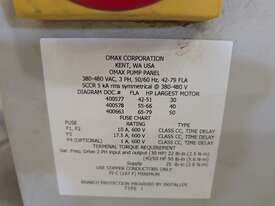 OMAX CORPORATION
KENT, WA USA
OMAX PUMP PANEL
380-480 VAC, 3 PH, 50/60 Hz, 42-79 FLA
SCCR 5 kA rms symmetrical @ 380-480 V
DIAGRAM DOC.# FLA HP LARGEST MOTOR
400577 42-51 30
400578 55-66 40
400663 65-79 50
FUSE RATING TYPE
F1, F2 10 A, 600 V CLASS CC, TIME DELAY
F3 17.5 A, 600 V CLASS CC, TIME DELAY
F4 (OPTIONAL) 1 A, 600 V CLASS CC, TIME DELAY
FUSE TERMINAL TORQUE REQUIREMENT
USE COPPER CONDUCTORS ONLY
BRANCH PROTECTION PROVIDED BY INSTALLER
TYPE 1